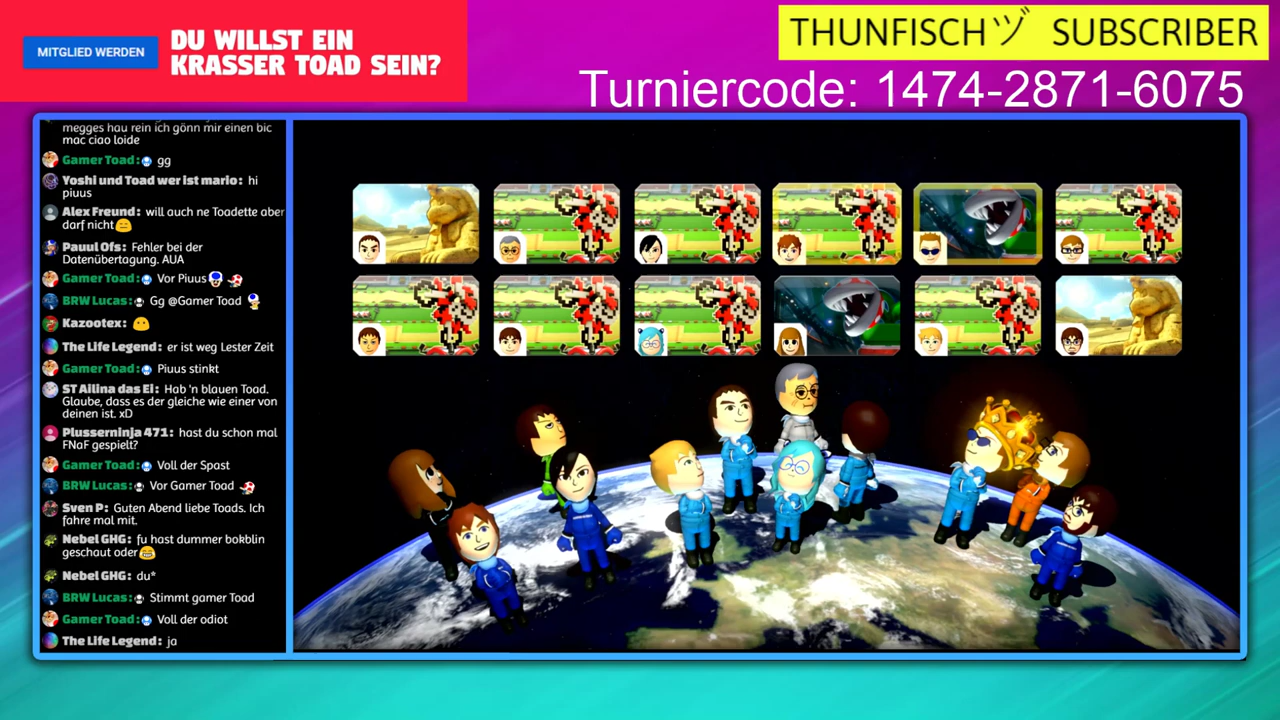 MITGLIED WERDEN
DU WILLST EIN
KRASSER TOAD SEIN?
THUNFISCHヅ SUBSCRIBER
Turniercode: 1474-2871-6075
megges hau rein ich gönn mir einen bic
mac ciao loide
Gamer Toad: gg
Yoshi und Toad wer ist mario: hi
piuus
Alex Freund: will auch ne Toadette aber
darf nicht😑
Pauul Ofs: Fehler bei der
Datenübertagung. AUA
Gamer Toad: Vor Piuus
BRW Lucas: Gg @Gamer Toad
Kazootex: 😶
The Life Legend: er ist weg Lester Zeit
Gamer Toad: Piuus stinkt
ST Ailina das Ei: Hab 'n blauen Toad.
Glaube, dass es der gleiche wie einer von
deinen ist. xD
Plusserninja 471: hast du schon mal
FNaF gespielt?
Gamer Toad: Voll der Spast
BRW Lucas: Vor Gamer Toad
Sven P: Guten Abend liebe Toads. Ich
fahre mal mit.
Nebel GHG: fu hast dummer bokblin
geschaut oder😂
Nebel GHG: du*
BRW Lucas: Stimmt gamer Toad
Gamer Toad: Voll der odiot
The Life Legend: ja